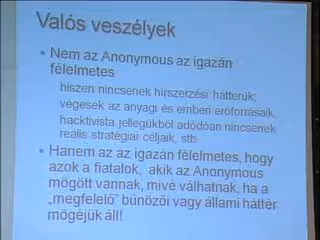 Valós veszélyek
• Nem az Anonymous az igazán
félelmetes
hiszen nincsenek hírszerzési hátterük;
végesek az anyagi és emberi erőforrásaik,
hacktivista jellegükből adódóan nincsenek
reális stratégiai céljaik, stb.
• Hanem az az igazán félelmetes, hogy
azok a fiatalok, akik az Anonymous
mögött vannak, mivé válhatnak, ha a
„megfelelő" bűnözői vagy állami háttér
mögéjük áll!